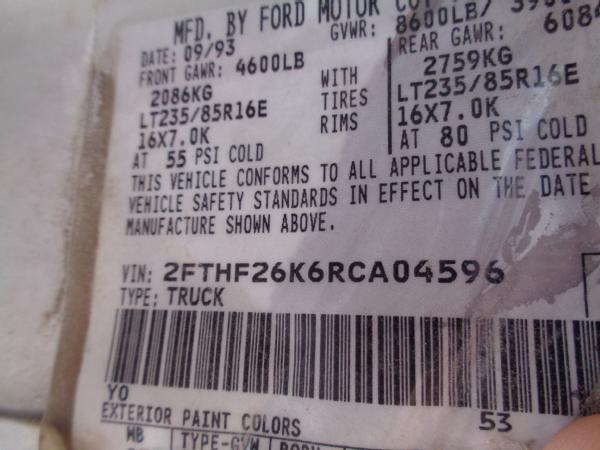 MFD. BY FORD MOTOR CO
DATE: 09/93 GVWR: 8600LB/
FRONT GAWR: 4600LB REAR GAWR: 608
2086KG WITH 2759KG
LT235/85R16E TIRES LT235/85R16E
16X7.0K RIMS 16X7.0K
AT 55 PSI COLD AT 80 PSI COLD
THIS VEHICLE CONFORMS TO ALL APPLICABLE FEDERAL
VEHICLE SAFETY STANDARDS IN EFFECT ON THE DATE
MANUFACTURE SHOWN ABOVE.
VIN: 2FTHF26K6RCA04596
TYPE: TRUCK
YO 53
EXTERIOR PAINT COLORS
WB TYPE-GVW BODY